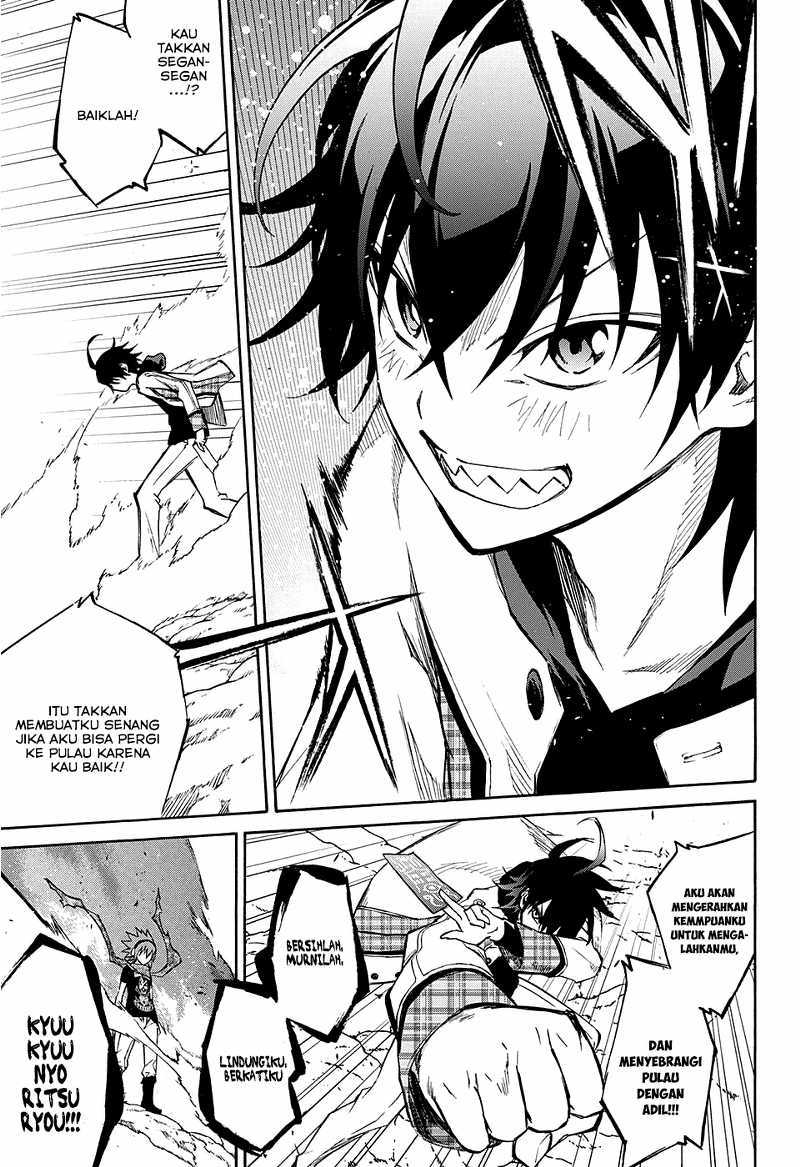 KAU
TAKKAN
SEGAN-
SEGAN
....!?
BAIKLAH!
ITU TAKKAN
MEMBUATKU SENANG
JIKA AKU BISA PERGI
KE PULAU KARENA
KAU BAIK!!
AKU AKAN
MENGERAHKAN
KEMMPUANKU
UNTUK MENGA-
LAHKANMU,
DAN
MENYEBRANGI
PULAU
DENGAN
ADIL!!!
BERSIHLAH,
MURNILAH,
LINDUNGIKU,
BERKATIKU
KYUU
KYUU
NYO
RITSU
RYOU!!!